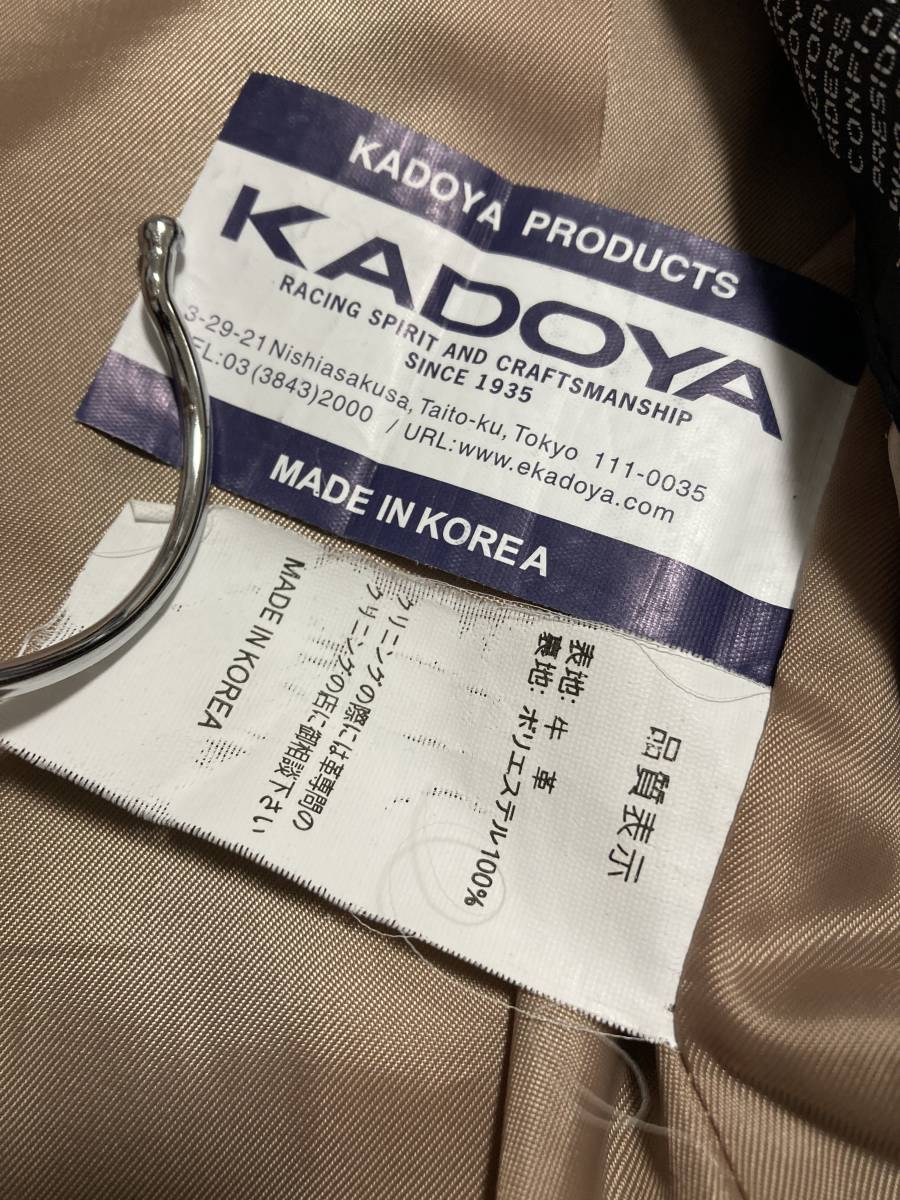 KADOYA PRODUCTS
KADOYA
RACING SPIRIT AND CRAFTSMANSHIP
SINCE 1935
3-29-21 Nishiasakusa, Taito-ku, Tokyo 111-0035
EL:03(3843)2000 / URL:www.ekadoya.com
MADE IN KOREA
品質表示
表地: 牛 革
裏地: ポリエステル100%
クリニングの際には革専門の
クリニングの店に御相談下さい
MADE IN KOREA
RIDERS
CONFI
PRESID